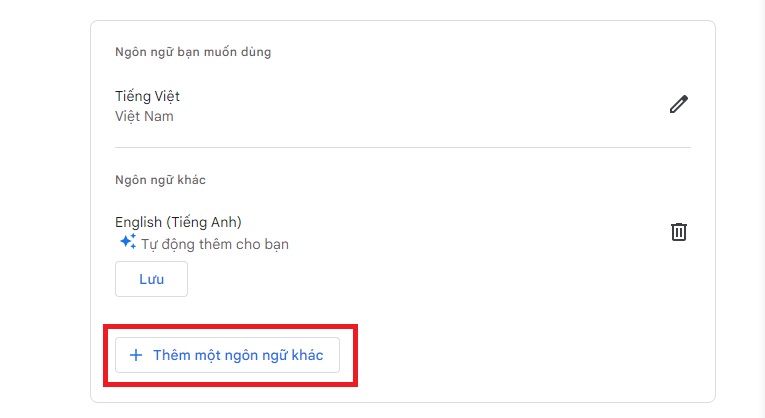 Ngôn ngữ bạn muốn dùng
Tiếng Việt
Việt Nam
Ngôn ngữ khác
English (Tiếng Anh)
Tự động thêm cho bạn
Lưu
+ Thêm một ngôn ngữ khác